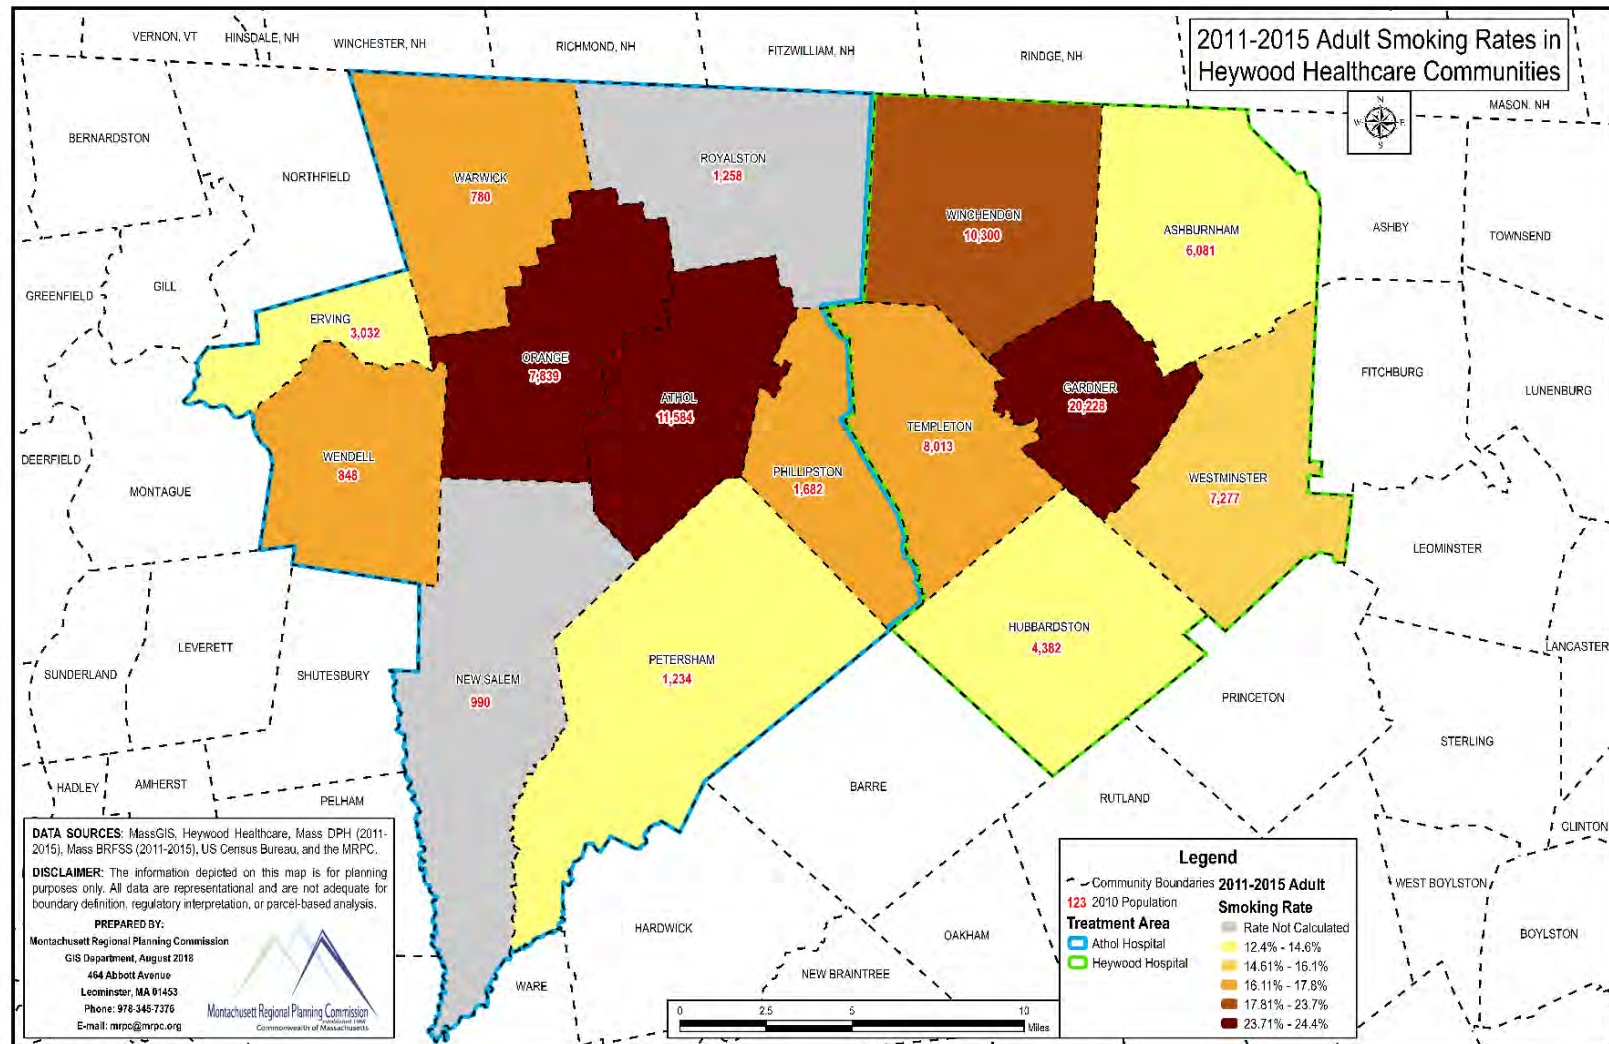 VERNON, VT
HINSDALE, NH
WINCHESTER, NH
RICHMOND, NH
FITZWILLIAM, NH
RINDGE, NH
2011-2015 Adult Smoking Rates in
Heywood Healthcare Communities
MASON, NH
N
W
E
S
BERNARDSTON
NORTHFIELD
WARWICK
780
ROYALSTON
1,258
WINCHENDON
10,300
ASHBURNHAM
6,081
ASHBY
TOWNSEND
GREENFIELD
GILL
ERVING
3,032
ORANGE
7,839
ATHOL
11,584
GARDNER
20,228
FITCHBURG
LUNENBURG
TEMPLETON
8,013
DEERFIELD
MONTAGUE
WENDELL
848
PHILLIPSTON
1,682
WESTMINSTER
7,277
LEOMINSTER
LEVERETT
SUNDERLAND
SHUTESBURY
NEW SALEM
990
PETERSHAM
1,234
HUBBARDSTON
4,382
PRINCETON
LANCASTER
STERLING
HADLEY
AMHERST
PELHAM
BARRE
RUTLAND
CLINTON
WEST BOYLSTON
BOYLSTON
HARDWICK
OAKHAM
NEW BRAINTREE
WARE
DATA SOURCES: MassGIS, Heywood Healthcare, Mass DPH (2011-
2015), Mass BRFSS (2011-2015), US Census Bureau, and the MRPC.
DISCLAIMER: The information depicted on this map is for planning
purposes only. All data are representational and are not adequate for
boundary definition, regulatory interpretation, or parcel-based analysis.
PREPARED BY:
Montachusett Regional Planning Commission
GIS Department, August 2018
464 Abbott Avenue
Leominster, MA 01453
Phone: 978-345-7376
E-mail: mrpc@mrpc.org
Montachusett Regional Planning Commission
Established 1968
Commonwealth of Massachusetts
0
2.5
5
10
Miles
Legend
Community Boundaries
123 2010 Population
Treatment Area
Athol Hospital
Heywood Hospital
2011-2015 Adult
Smoking Rate
Rate Not Calculated
12.4% - 14.6%
14.61% - 16.1%
16.11% - 17.8%
17.81% - 23.7%
23.71% - 24.4%